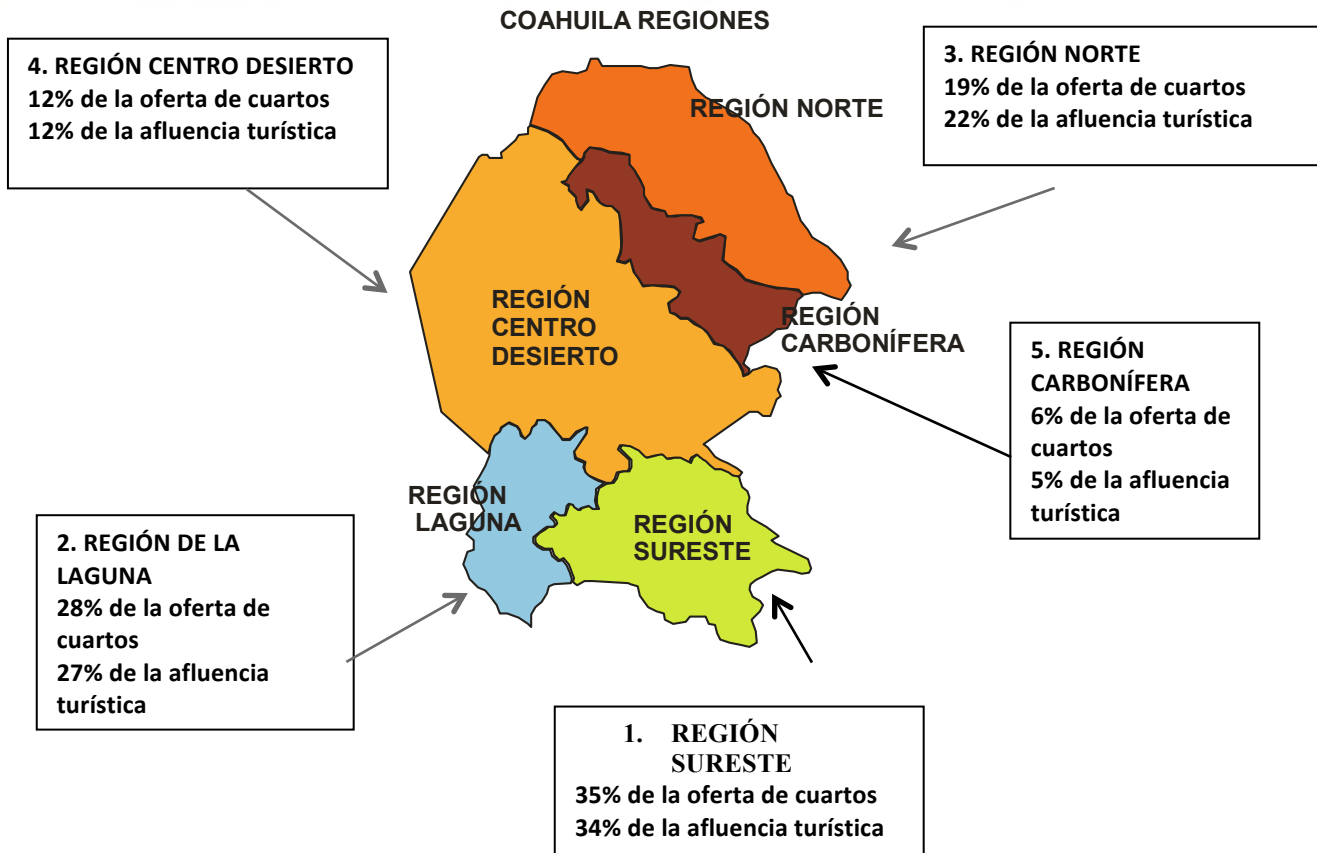 COAHUILA REGIONES
4. REGIÓN CENTRO DESIERTO
12% de la oferta de cuartos
12% de la afluencia turística
3. REGIÓN NORTE
19% de la oferta de cuartos
22% de la afluencia turística
REGIÓN NORTE
REGIÓN
CENTRO
DESIERTO
REGIÓN
CARBONÍFERA
5. REGIÓN
CARBONÍFERA
6% de la oferta de
cuartos
5% de la afluencia
turística
REGIÓN
LAGUNA
REGIÓN
SURESTE
2. REGIÓN DE LA
LAGUNA
28% de la oferta de
cuartos
27% de la afluencia
turística
1. REGIÓN
SURESTE
35% de la oferta de cuartos
34% de la afluencia turística